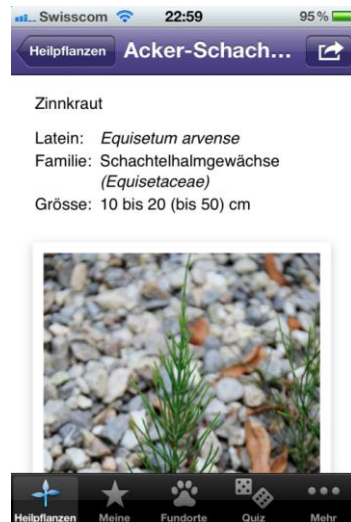 Swisscom 22:59 95 %
Heilpflanzen Acker-Schach...
Zinnkraut
Latein: Equisetum arvense
Familie: Schachtelhalmgewächse
(Equisetaceae)
Grösse: 10 bis 20 (bis 50) cm
Heilpflanzen Meine Fundorte Quiz Mehr